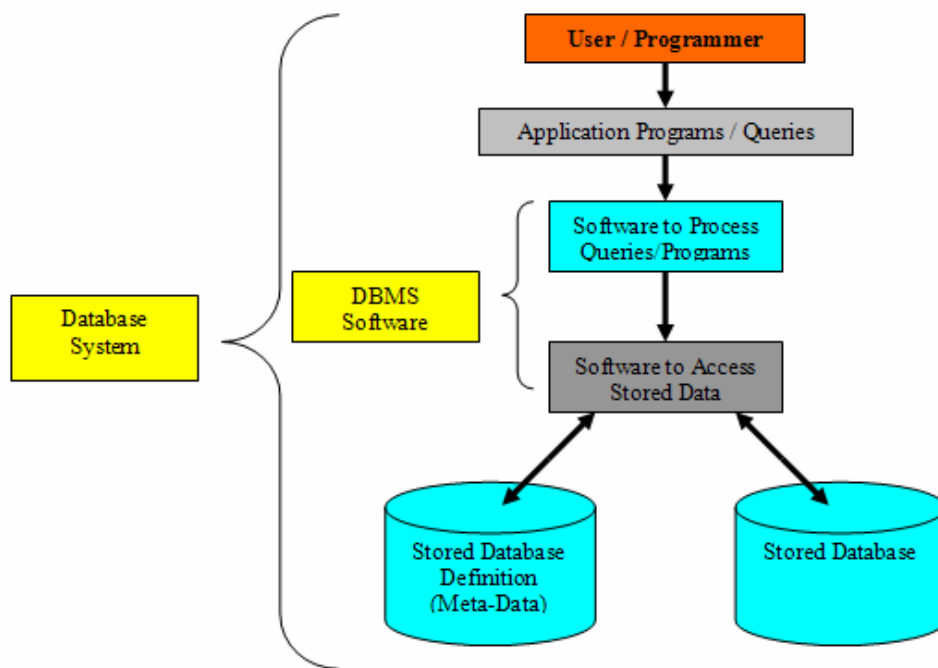 User / Programmer
Application Programs / Queries
Software to Process
Queries/Programs
DBMS
Software
Database
System
Software to Access
Stored Data
Stored Database
Definition
(Meta-Data)
Stored Database